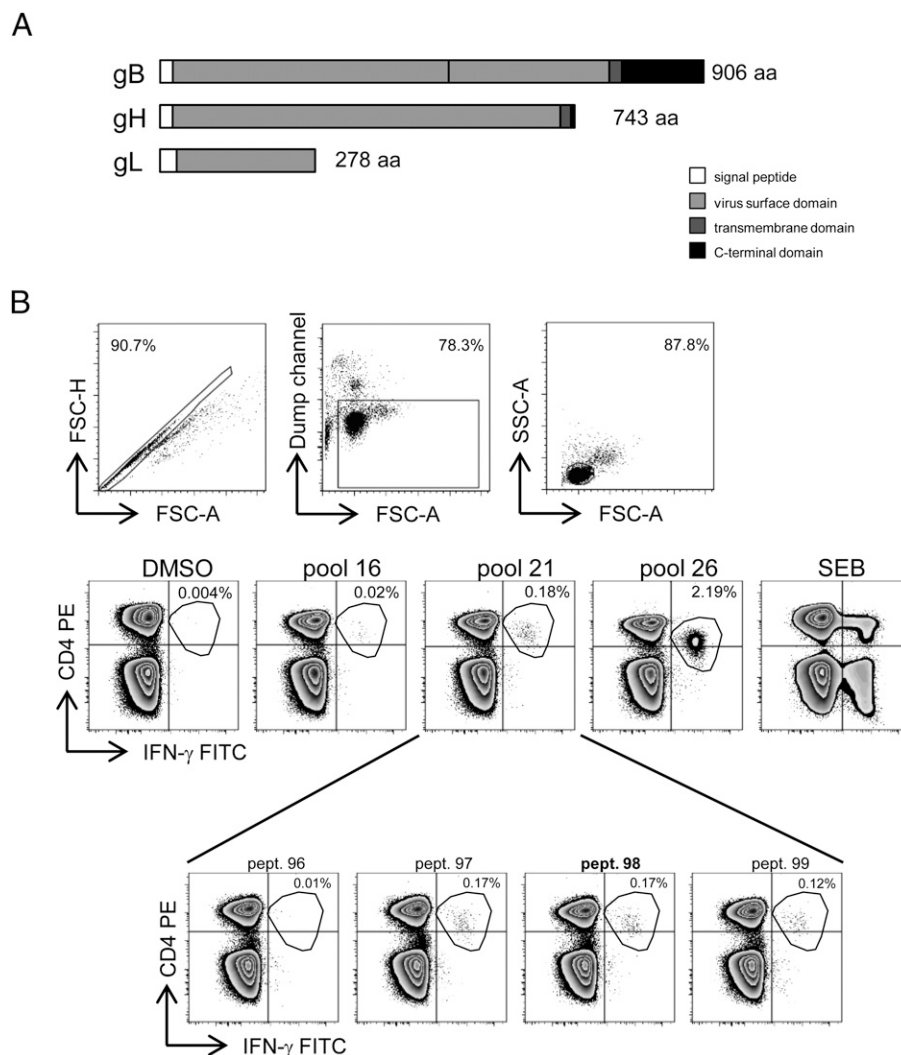 A
gB 906 aa
gH 743 aa
gL 278 aa
signal peptide
virus surface domain
transmembrane domain
C-terminal domain
B
90.7%
FSC-H
FSC-A
78.3%
Dump channel
FSC-A
87.8%
SSC-A
FSC-A
DMSO pool 16 pool 21 pool 26 SEB
0.004% 0.02% 0.18% 2.19%
CD4 PE
IFN-γ FITC
pept. 96 pept. 97 pept. 98 pept. 99
0.01% 0.17% 0.17% 0.12%
CD4 PE
IFN-γ FITC